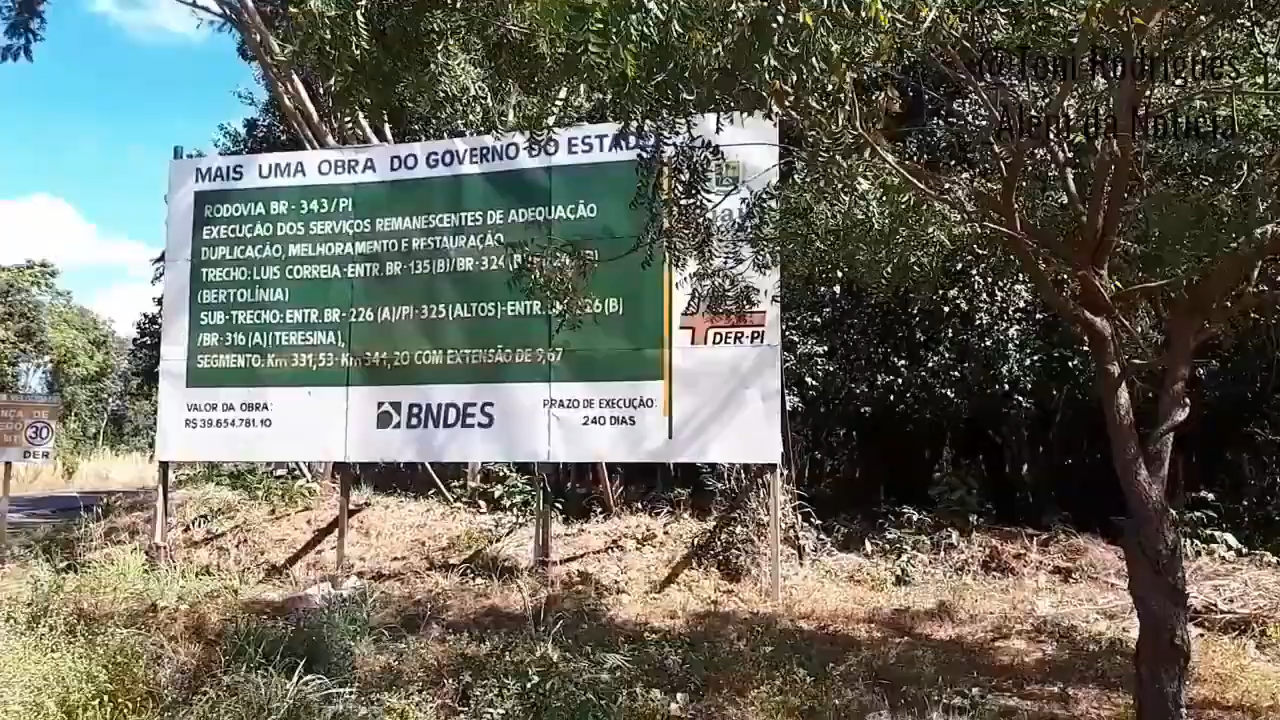 @Toni Rodrigues
Além da Notícia
MAIS UMA OBRA DO GOVERNO DO ESTADO
RODOVIA BR - 343/PI
EXECUÇÃO DOS SERVIÇOS REMANESCENTES DE ADEQUAÇÃO
DUPLICAÇÃO, MELHORAMENTO E RESTAURAÇÃO
TRECHO: LUIS CORREIA-ENTR. BR-135(B)/BR-324
(BERTOLÍNIA)
SUB-TRECHO: ENTR. BR-226 (A)/PI-325 (ALTOS)-ENTR. 26 (B)
/BR-316 (A) (TERESINA),
SEGMENTO: Km 331,53-Km 341,20 COM EXTENSÃO DE 9,67
VALOR DA OBRA:
R$ 39.654.781.10
BNDES
PRAZO DE EXECUÇÃO:
240 DIAS
DER-PI
30
DER